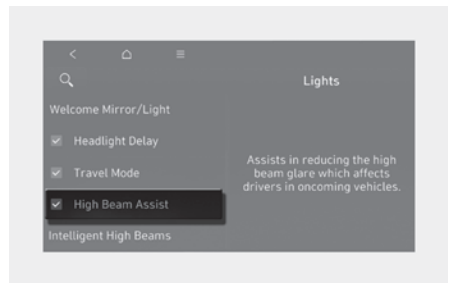 Lights
Welcome Mirror/Light
Headlight Delay
Travel Mode
High Beam Assist
Intelligent High Beams
Assists in reducing the high
beam glare which affects
drivers in oncoming vehicles.